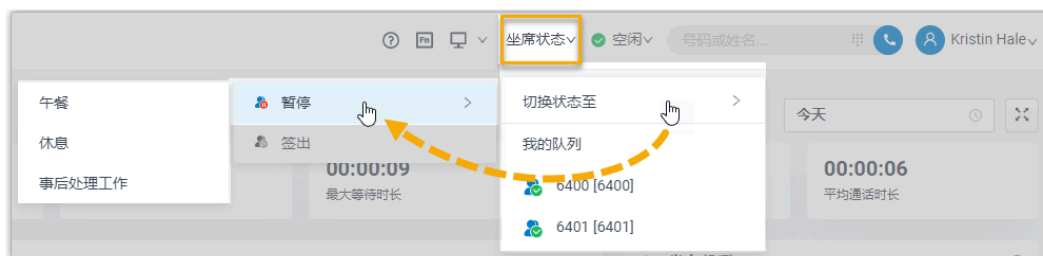 Fn 坐席状态 空闲 号码或姓名... Kristin Hale
午餐
休息
事后处理工作
暂停
签出
切换状态至
我的队列
6400 [6400]
6401 [6401]
今天
00:00:09
最大等待时长
00:00:06
平均通话时长